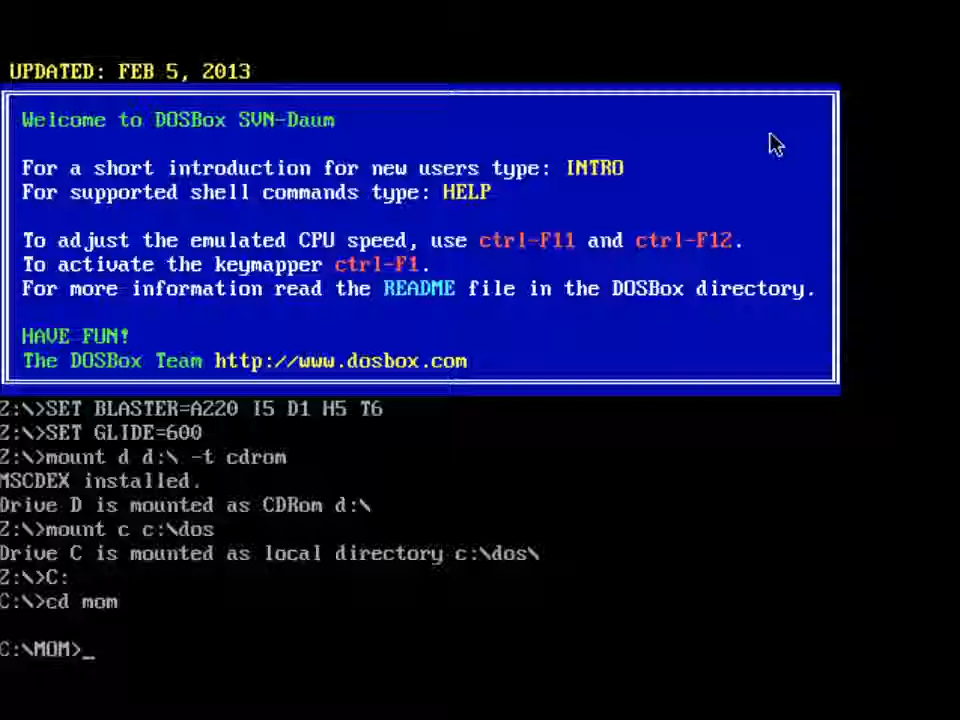 UPDATED: FEB 5, 2013
Welcome to DOSBox SVN-Daum
For a short introduction for new users type: INTRO
For supported shell commands type: HELP
To adjust the emulated CPU speed, use ctrl-F11 and ctrl-F12.
To activate the keymapper ctrl-F1.
For more information read the README file in the DOSBox directory.
HAVE FUN!
The DOSBox Team http://www.dosbox.com
Z:\>SET BLASTER=A220 I5 D1 H5 T6
Z:\>SET GLIDE=600
Z:\>mount d d:\ -t cdrom
MSCDEX installed.
Drive D is mounted as CDRom d:\
Z:\>mount c c:\dos
Drive C is mounted as local directory c:\dos\
Z:\>C:
C:\>cd mom
C:\MOM>_